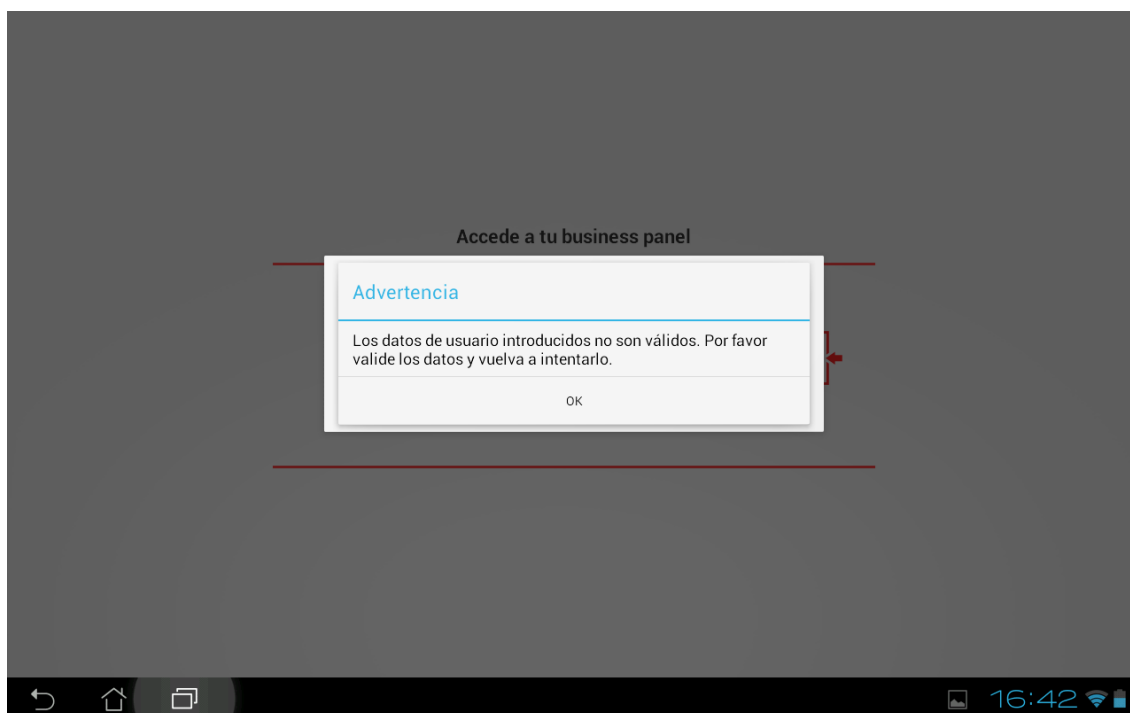 Accede a tu business panel
Advertencia
Los datos de usuario introducidos no son válidos. Por favor
valide los datos y vuelva a intentarlo.
OK
16:42